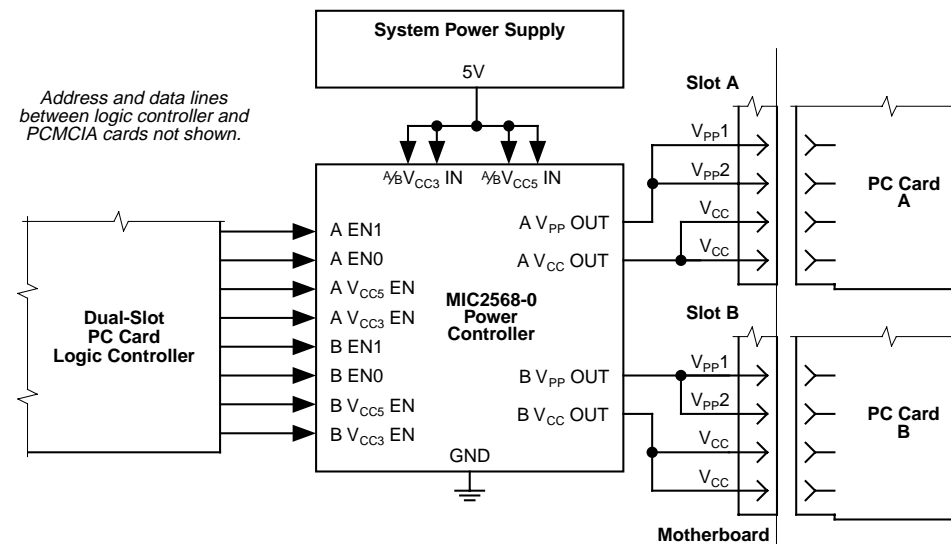 System Power Supply
5V
Address and data lines
between logic controller and
PCMCIA cards not shown.
A/BVCC3 IN
A/BVCC5 IN
Dual-Slot
PC Card
Logic Controller
A EN1
A EN0
A VCC5 EN
A VCC3 EN
B EN1
B EN0
B VCC5 EN
B VCC3 EN
MIC2568-0
Power
Controller
A VPP OUT
A VCC OUT
B VPP OUT
B VCC OUT
GND
Slot A
VPP1
VPP2
VCC
VCC
PC Card
A
Slot B
VPP1
VPP2
VCC
VCC
PC Card
B
Motherboard